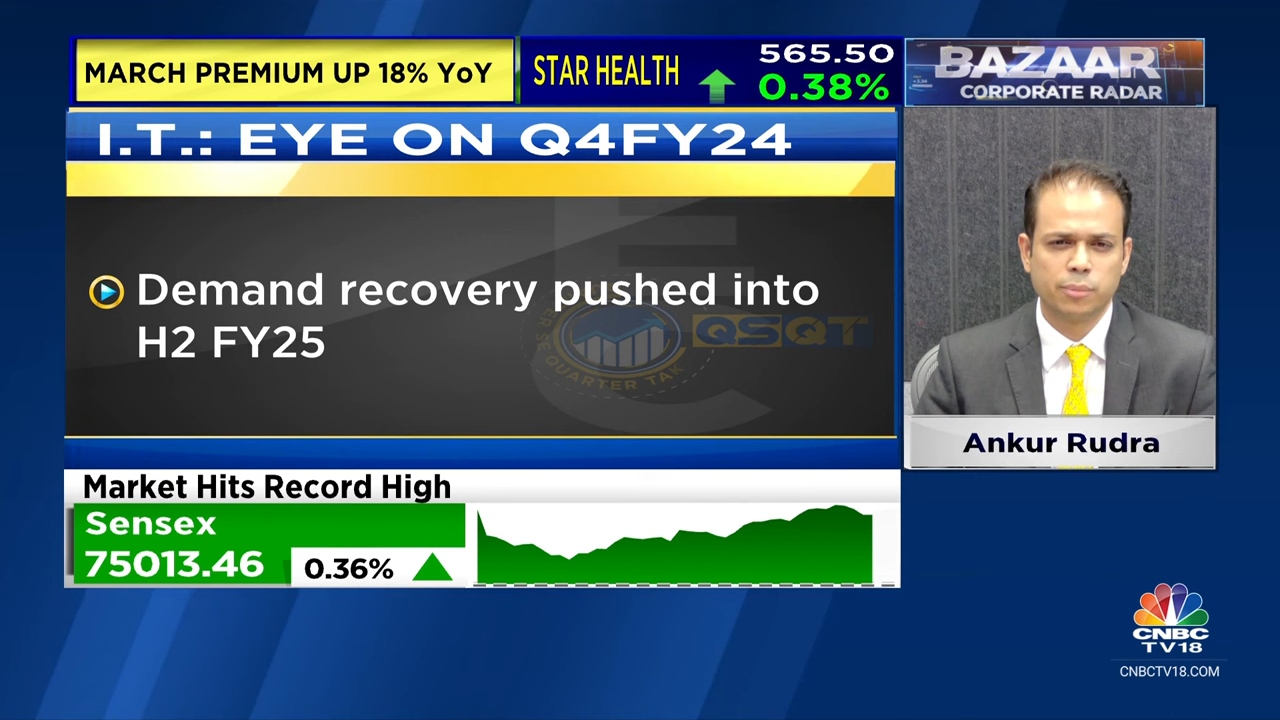 MARCH PREMIUM UP 18% YoY
STAR HEALTH
565.50
0.38%
BAZAAR
CORPORATE RADAR
I.T.: EYE ON Q4FY24
Demand recovery pushed into
H2 FY25
QSQT
QUARTER TAK
Ankur Rudra
Market Hits Record High
Sensex
75013.46
0.36%
CNBC
TV18
CNBCTV18.COM